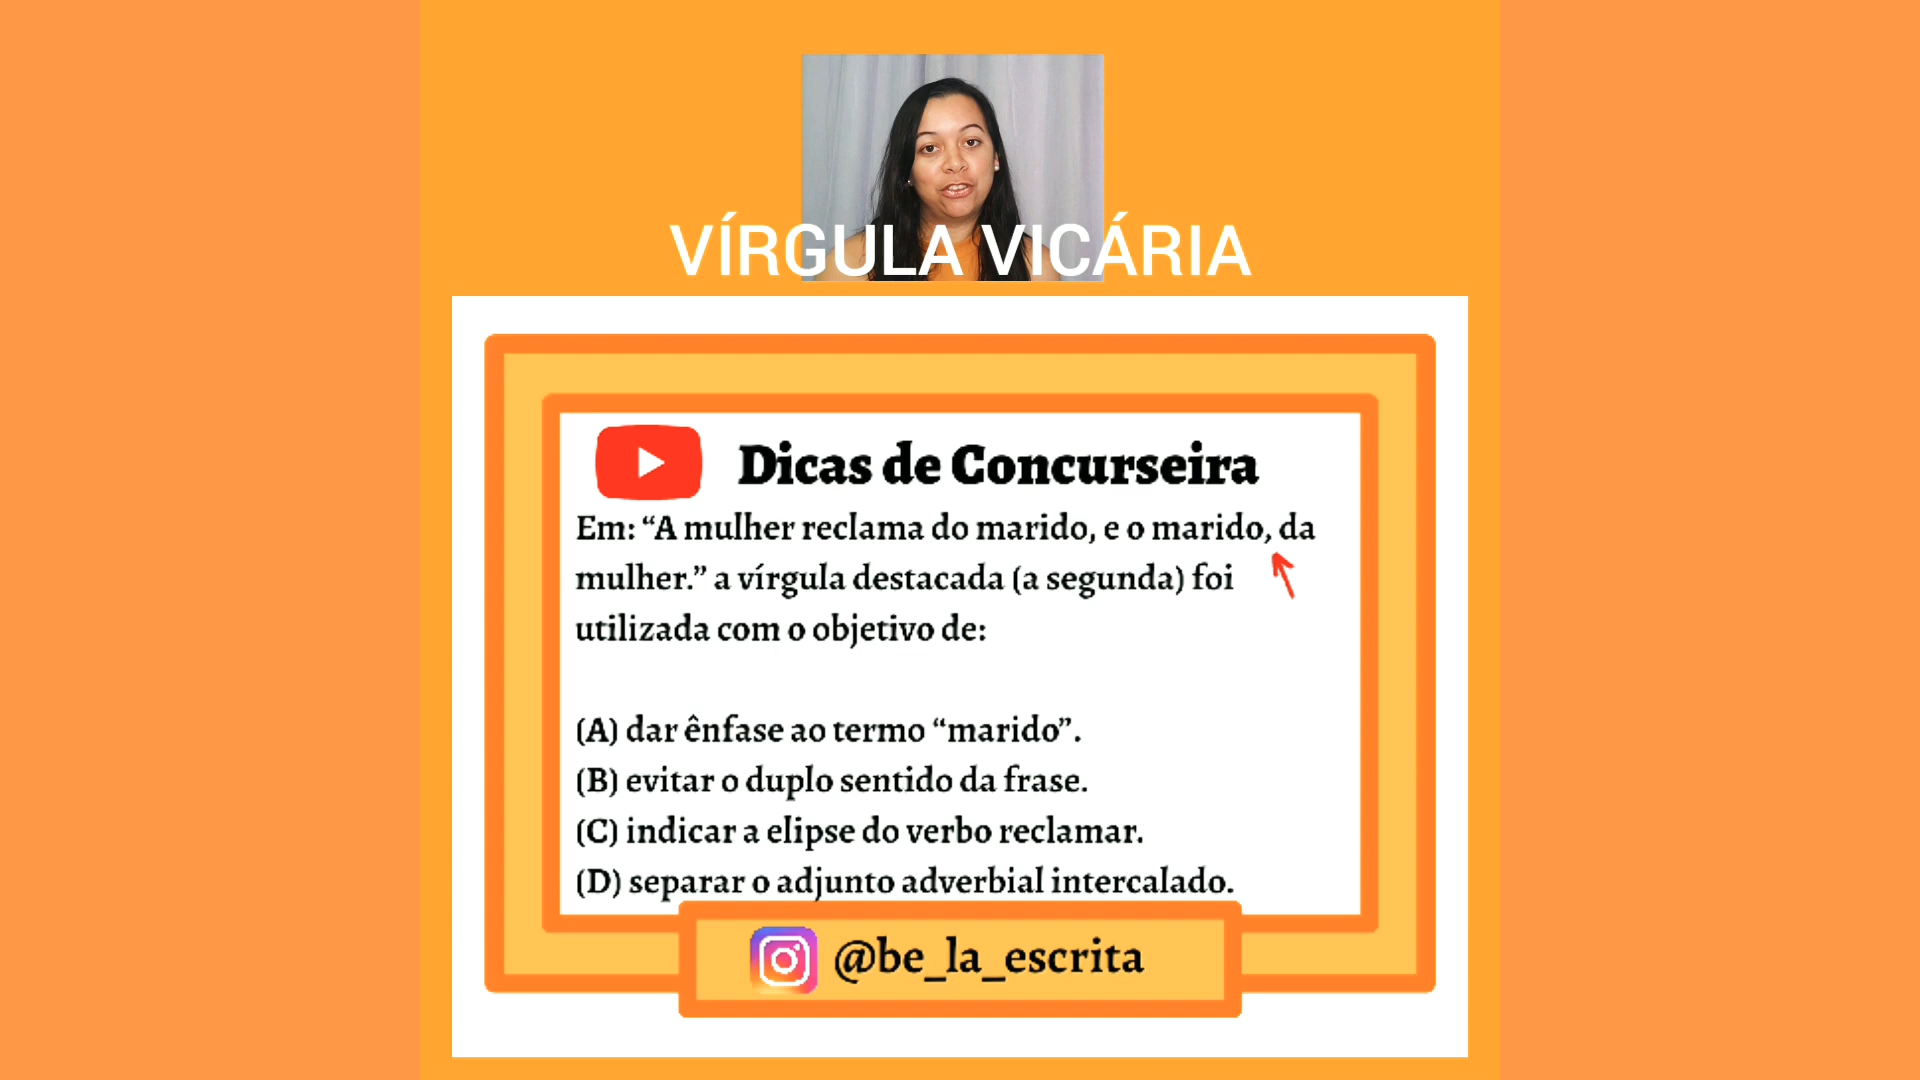 VÍRGULA VICÁRIA
Dicas de Concurseira
Em: “A mulher reclama do marido, e o marido, da
mulher.” a vírgula destacada (a segunda) foi
utilizada com o objetivo de:
(A) dar ênfase ao termo “marido”.
(B) evitar o duplo sentido da frase.
(C) indicar a elipse do verbo reclamar.
(D) separar o adjunto adverbial intercalado.
@be_la_escrita